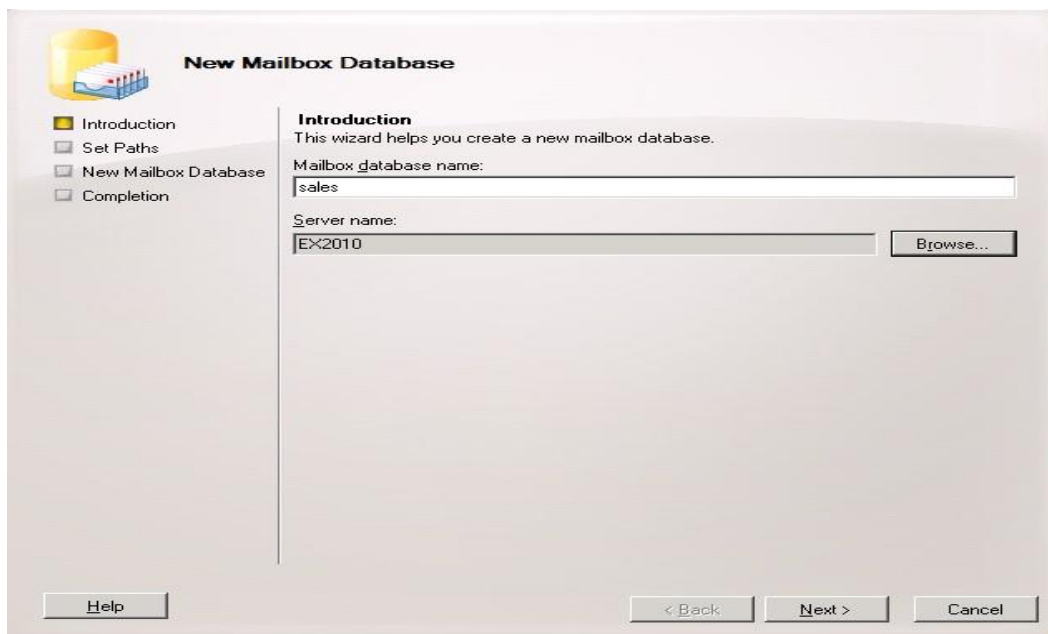 New Mailbox Database
Introduction
Set Paths
New Mailbox Database
Completion
Introduction
This wizard helps you create a new mailbox database.
Mailbox database name:
sales
Server name:
EX2010
Browse...
Help
< Back
Next >
Cancel